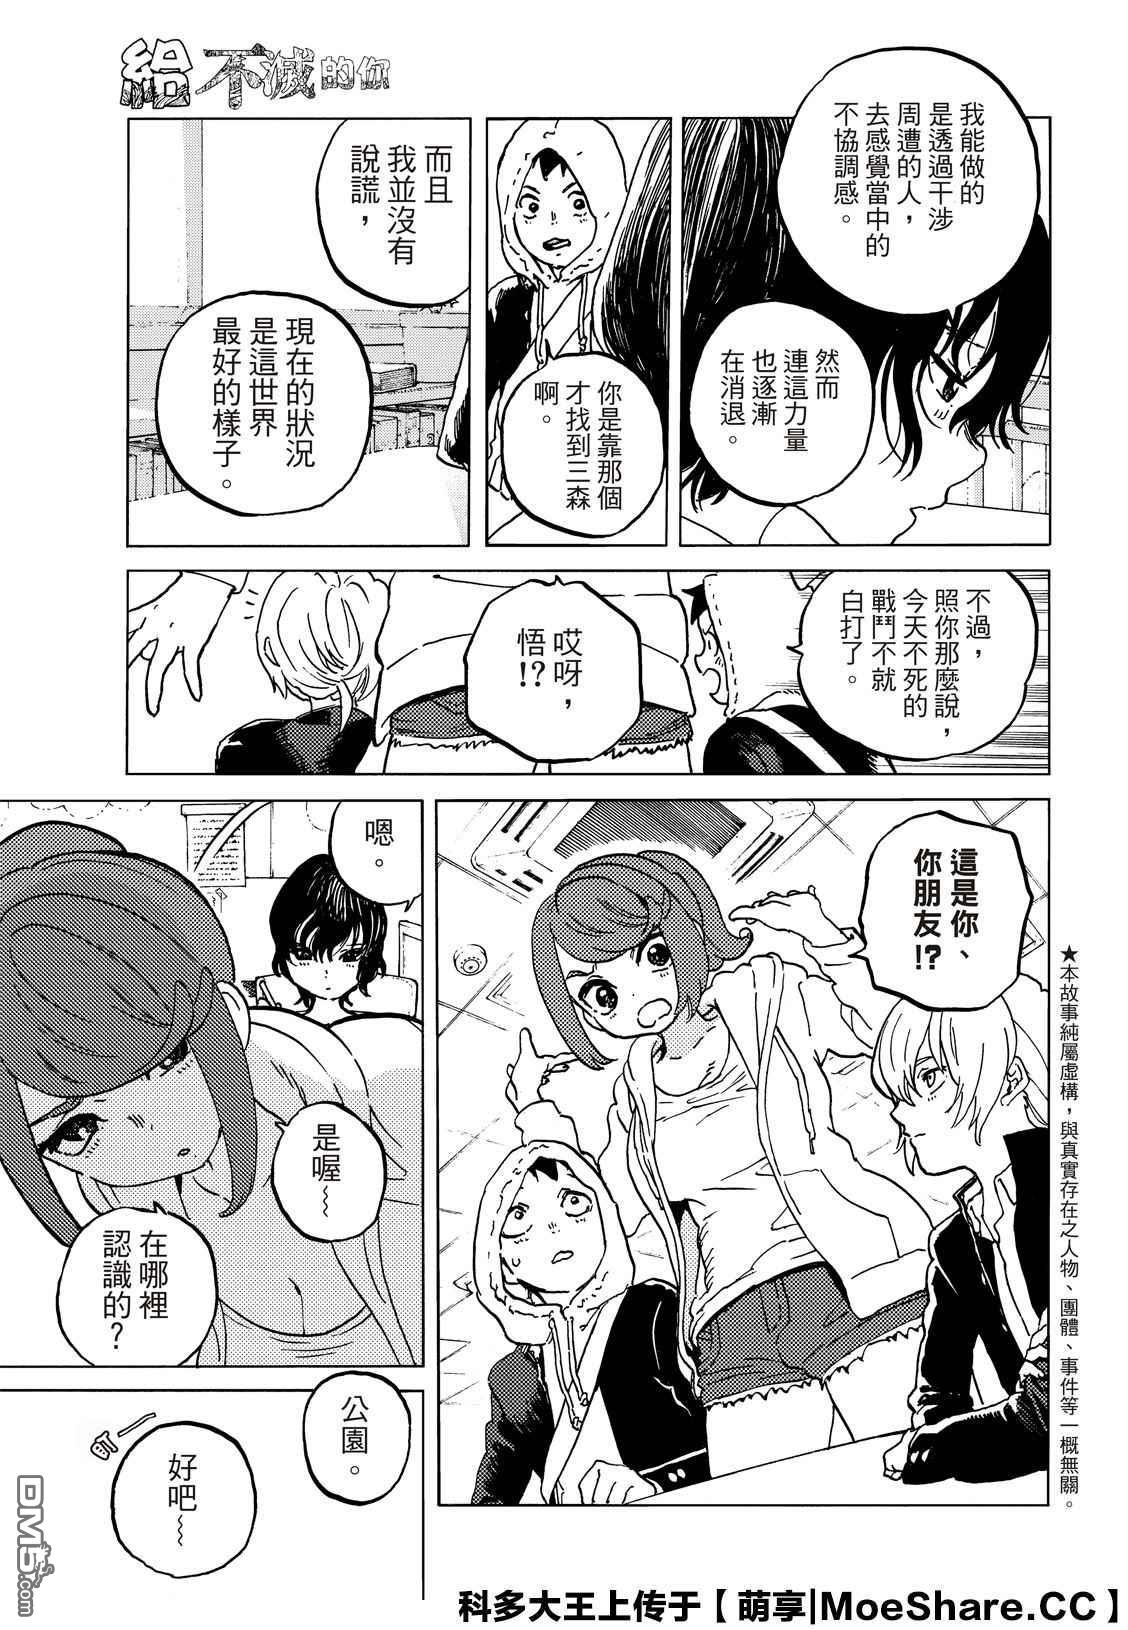 給不滅的你
我能做的
是透過干涉
周遭的人，
去感覺當中的
不協調感。
然而
連這力量
也逐漸
在消退。
你是靠那個
才找到三森
啊。
而且
我並沒有
說謊，
現在的狀況
是這世界
最好的樣子。
不過，
照你那麼說，
今天不死的
戰鬥不就
白打了。
哎呀，
悟!?
這是你、
你朋友!?
嗯。
是喔～
在哪裡
認識的？
公園。
盯—
好吧～
★本故事純屬虛構，與真實存在之人物、團體、事件等一概無關。
DM5.com
科多大王上传于【萌享|MoeShare.CC】